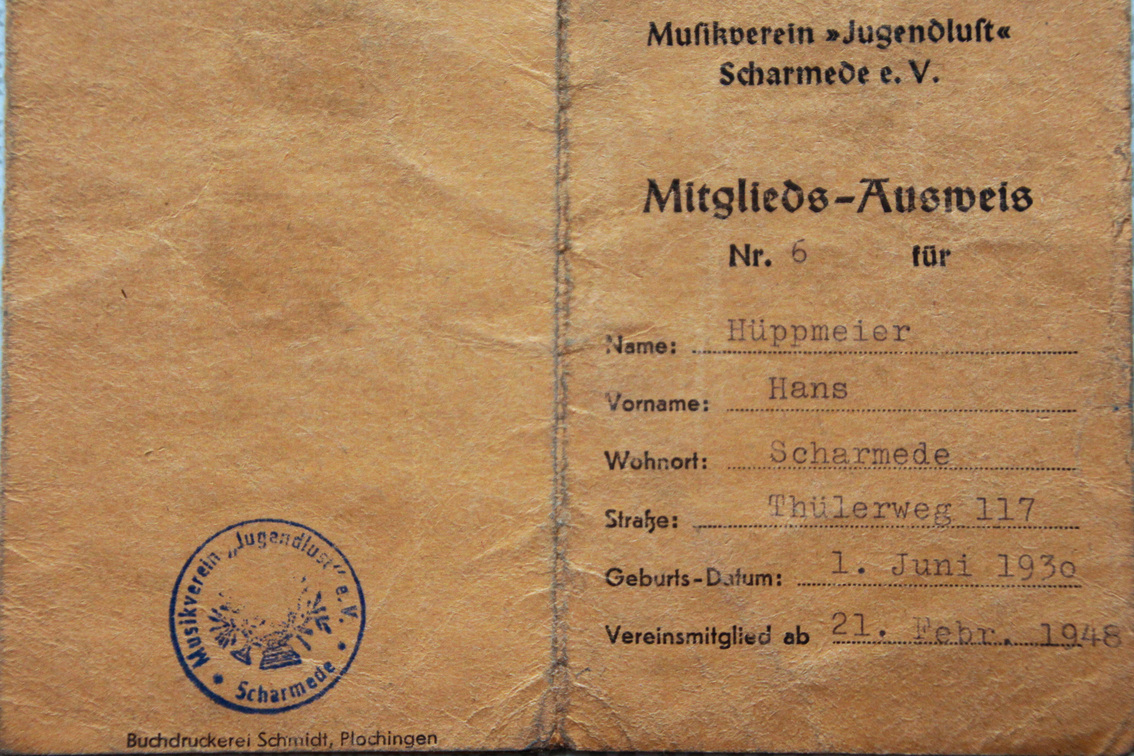 Musikverein „Jugendlust“ e. V.
Scharmede
Buchdruckerei Schmidt, Plochingen
Muſikverein »Jugendluſt«
Scharmede e. V.
Mitglieds-Ausweis
Nr. 6 für
Name: Hüppmeier
Vorname: Hans
Wohnort: Scharmede
Straße: Thülerweg 117
Geburts-Datum: 1. Juni 1930
Vereinsmitglied ab 21. Febr. 1948